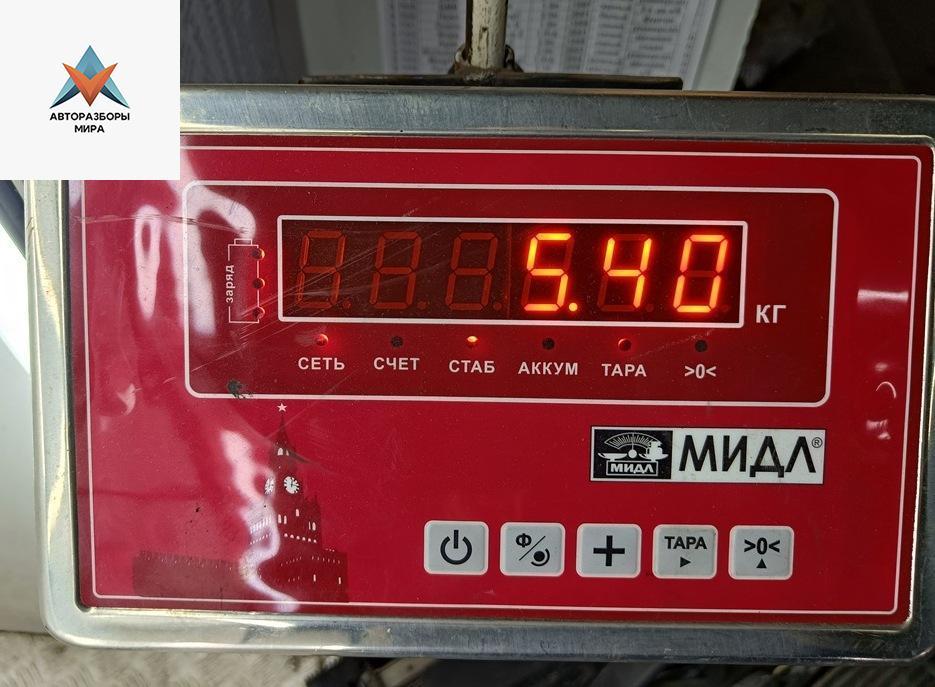 АВТОРАЗБОРЫ
МИРА
заряд
5.40
КГ
СЕТЬ СЧЕТ СТАБ АККУМ ТАРА >0<
МИДЛ МИДЛ®
Ф + ТАРА >0<